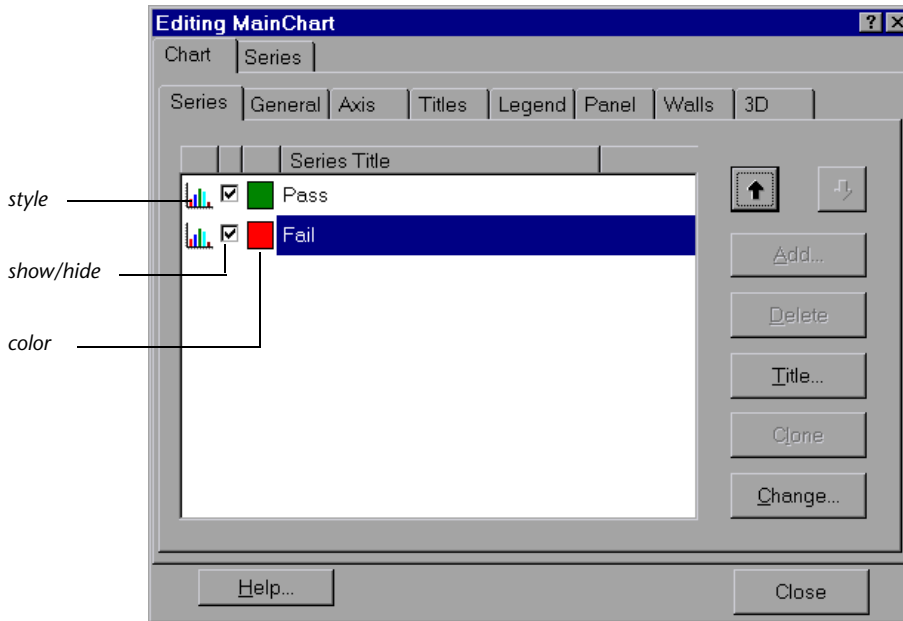 Editing MainChart
Chart Series
Series General Axis Titles Legend Panel Walls 3D
Series Title
style
Pass
Fail
show/hide
color
Add...
Delete
Title...
Clone
Change...
Help...
Close